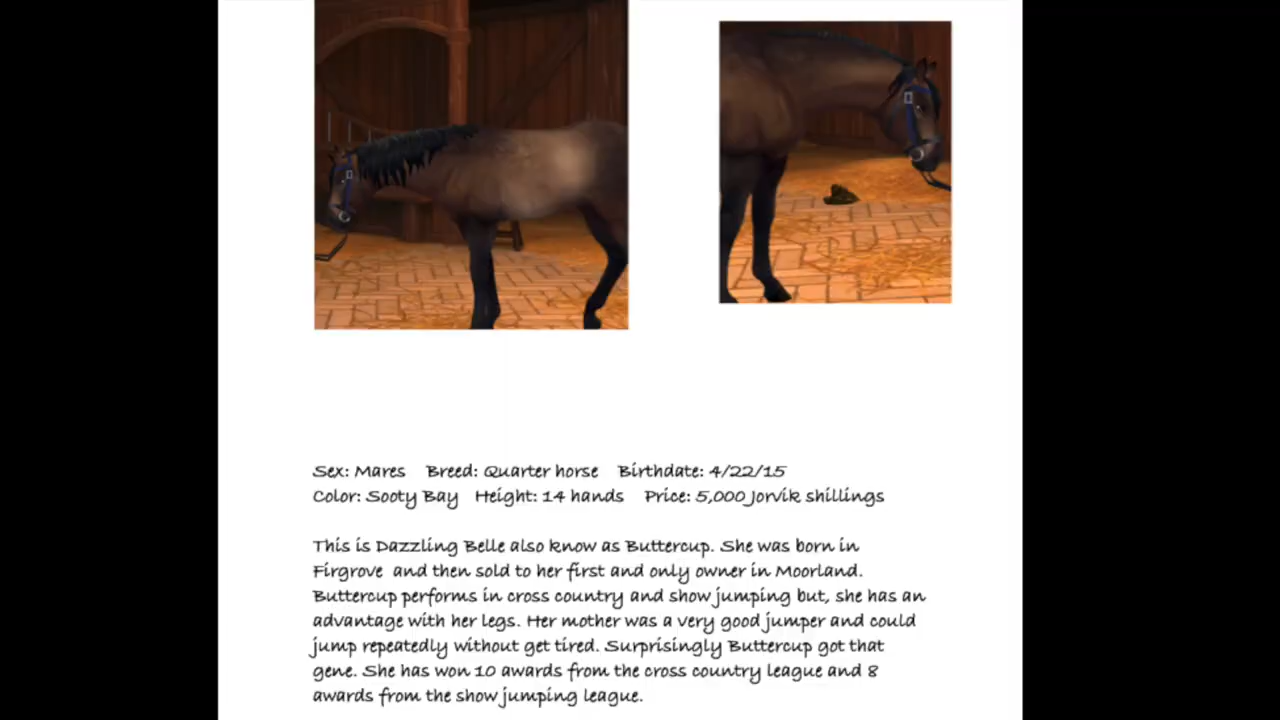 Sex: Mares Breed: Quarter horse Birthdate: 4/22/15
Color: Sooty Bay Height: 14 hands Price: 5,000 Jorvik shillings
This is Dazzling Belle also know as Buttercup. She was born in
Firgrove and then sold to her first and only owner in Moorland.
Buttercup performs in cross country and show jumping but, she has an
advantage with her legs. Her mother was a very good jumper and could
jump repeatedly without get tired. Surprisingly Buttercup got that
gene. She has won 10 awards from the cross country league and 8
awards from the show jumping league.